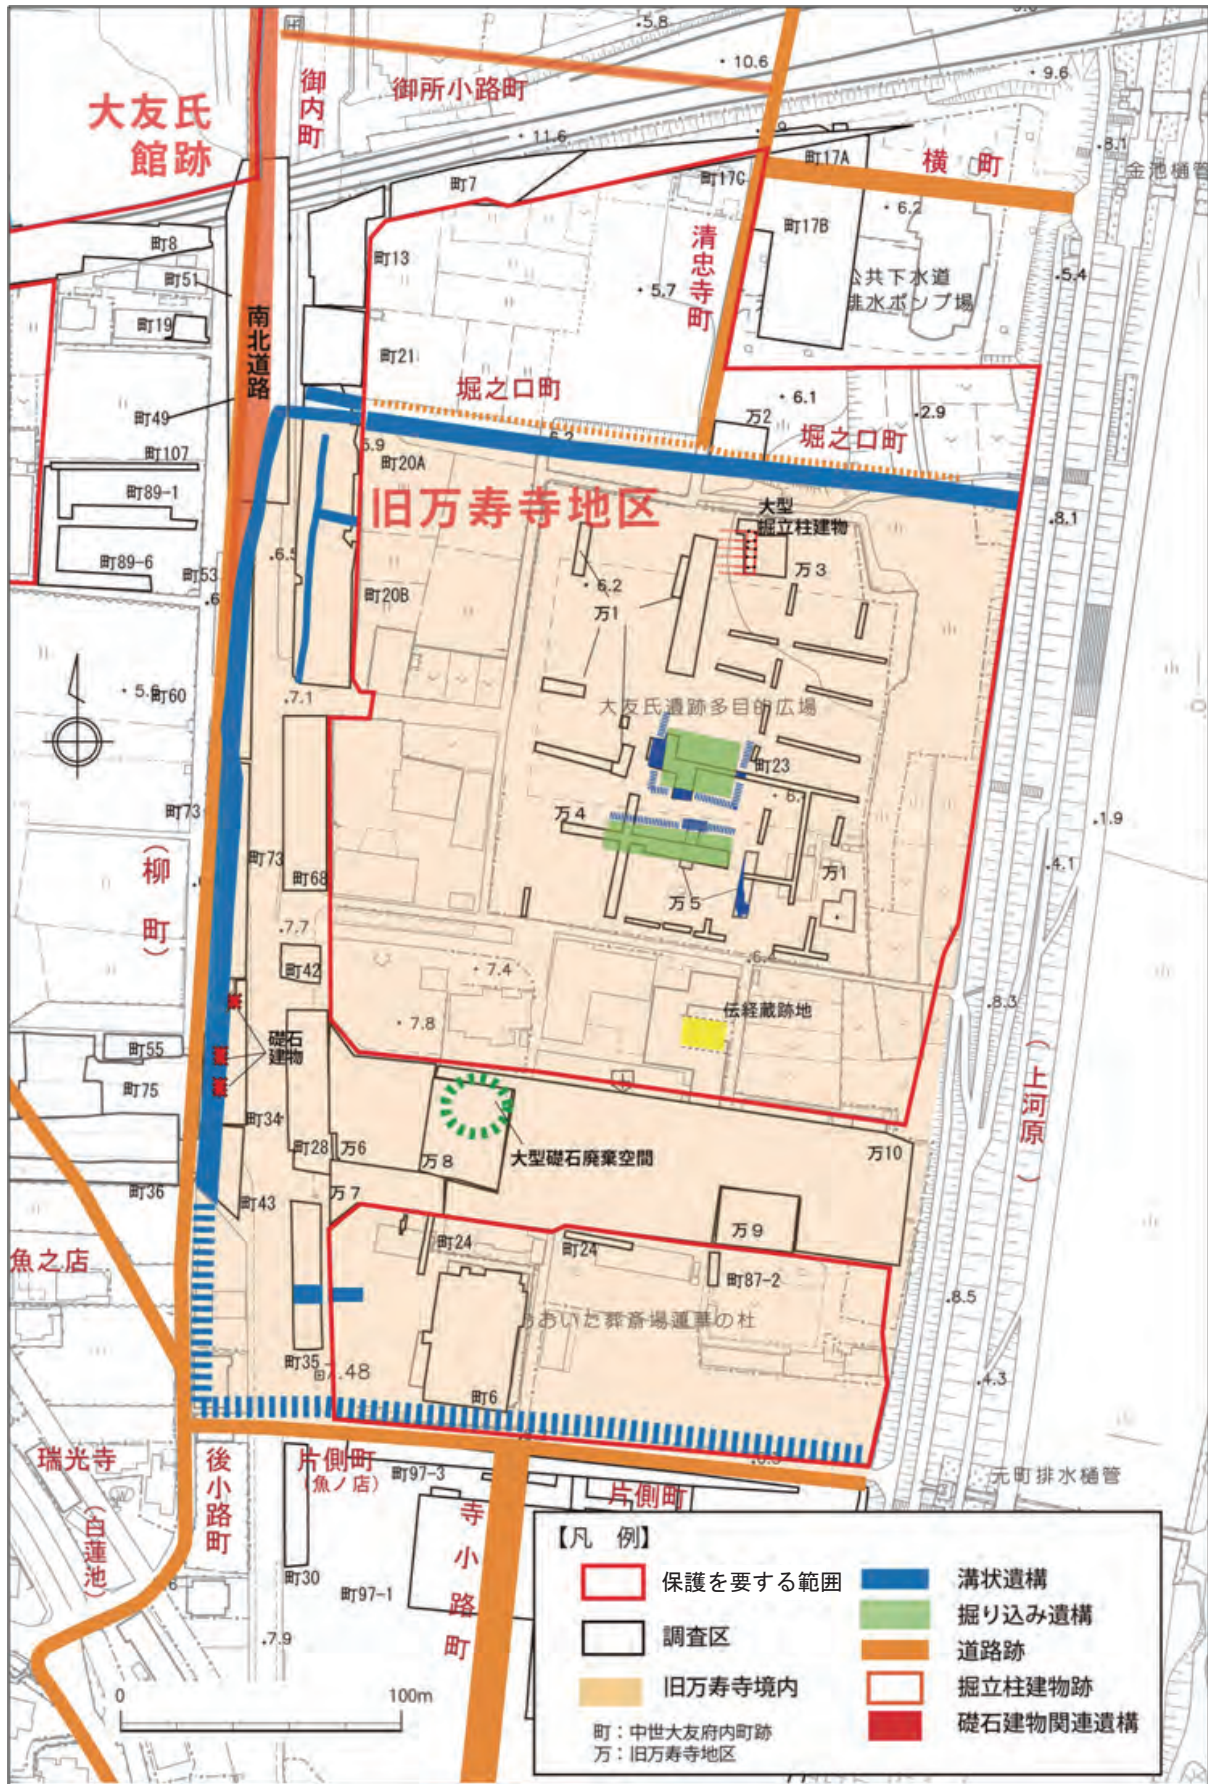 .5.8
.10.6
.9.6
御所小路町
御内町
大友氏
館跡
.11.6
.8.1
町17A
横 町
金池樋管
町7
町17C
.6.2
町17B
町8
町13
清忠寺町
公共下水道
排水ポンプ場
.5.4
町51
.5.7
町19
南北道路
町21
堀之口町
.6.1
.2.9
町49
万2
堀之口町
6.2
5.9
町107
町20A
町89-1
旧万寿寺地区
大型
掘立柱建物
.8.1
町89-6
町53
.6.5
.6.2
万3
町20B
万1
.5.6
町60
.7.1
大友氏遺跡多目的広場
町23
町73
万4
.1.9
(柳町)
町73
町68
万1
.4.1
万5
.7.7
町42
.7.4
.6.4
.8.3
伝経蔵跡地
.7.8
礎石
建物
町55
町75
(上河原)
町34
町28
万6
万8
大型礎石廃棄空間
万10
町36
町43
万7
万9
魚之店
町24
町24
町87-2
.8.5
おおいた葬斎場蓮華の杜
町35
7.48
町6
.4.3
瑞光寺
後小路町
片側町
(魚ノ店)
町97-3
片側町
元町排水樋管
(白蓮池)
寺小路町
町30
町97-1
.7.9
0
100m
【凡 例】
保護を要する範囲
調査区
旧万寿寺境内
町：中世大友府内町跡
万：旧万寿寺地区
溝状遺構
掘り込み遺構
道路跡
掘立柱建物跡
礎石建物関連遺構